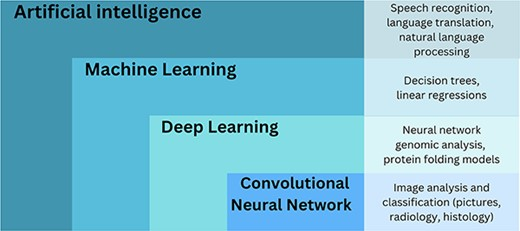 Artificial intelligence
Speech recognition,
language translation,
natural language
processing
Machine Learning
Decision trees,
linear regressions
Deep Learning
Neural network
genomic analysis,
protein folding models
Convolutional
Neural Network
Image analysis and
classification (pictures,
radiology, histology)